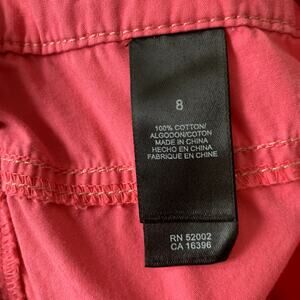 8
100% COTTON/
ALGODON/COTON
MADE IN CHINA
HECHO EN CHINA
FABRIQUE EN CHINE
RN 52002
CA 16396